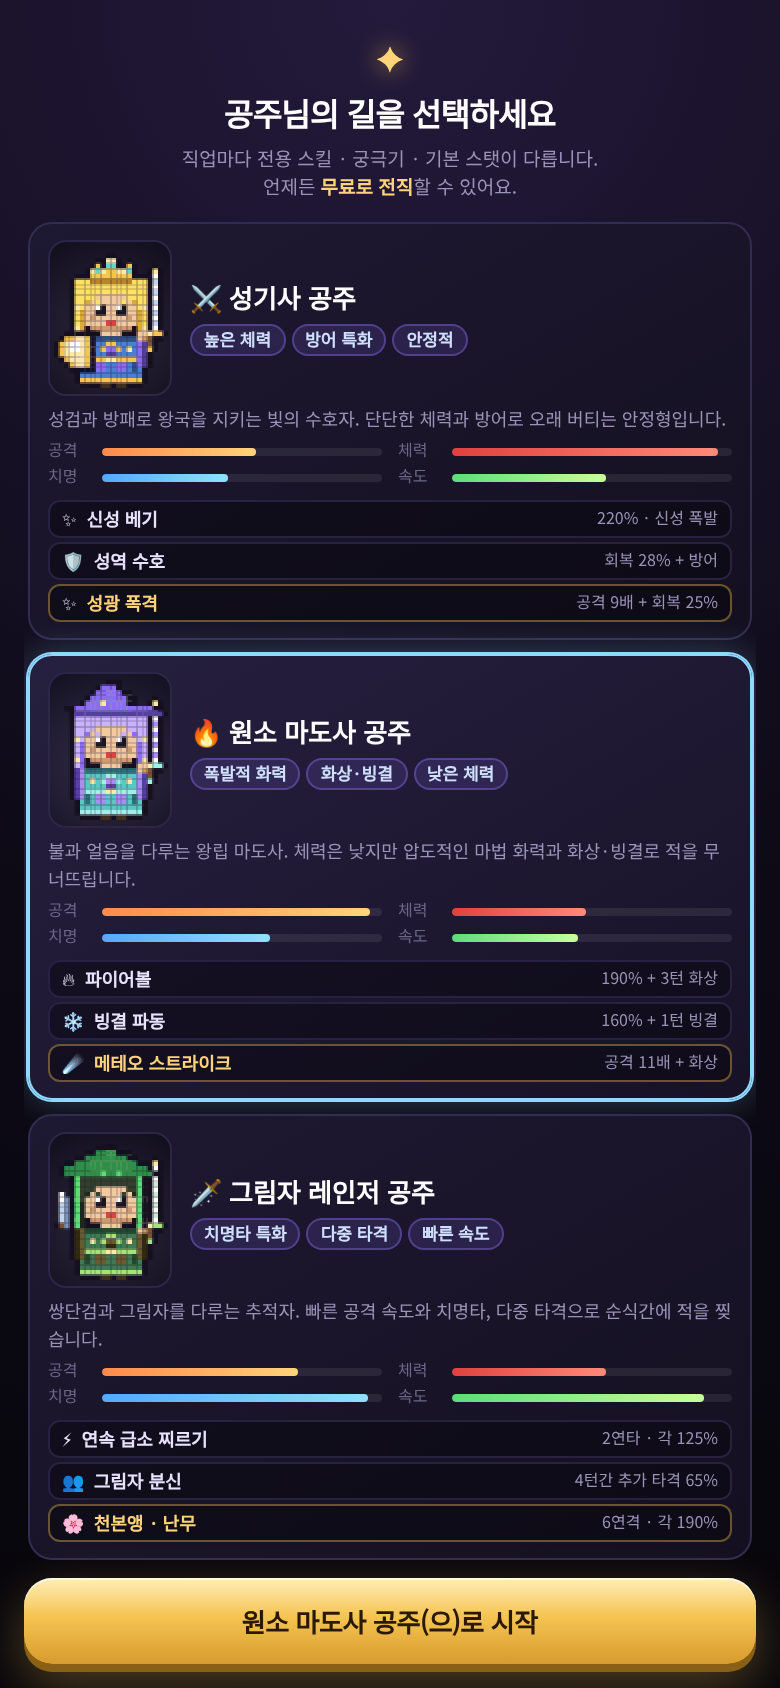 공주님의 길을 선택하세요
직업마다 전용 스킬 · 궁극기 · 기본 스탯이 다릅니다.
언제든 무료로 전직할 수 있어요.
⚔️ 성기사 공주
높은 체력 방어 특화 안정적
성검과 방패로 왕국을 지키는 빛의 수호자. 단단한 체력과 방어로 오래 버티는 안정형입니다.
공격 체력
치명 속도
✨ 신성 베기 220% · 신성 폭발
🛡️ 성역 수호 회복 28% + 방어
✨ 성광 폭격 공격 9배 + 회복 25%
🔥 원소 마도사 공주
폭발적 화력 화상·빙결 낮은 체력
불과 얼음을 다루는 왕립 마도사. 체력은 낮지만 압도적인 마법 화력과 화상·빙결로 적을 무
너뜨립니다.
공격 체력
치명 속도
🔥 파이어볼 190% + 3턴 화상
❄️ 빙결 파동 160% + 1턴 빙결
☄️ 메테오 스트라이크 공격 11배 + 화상
🗡️ 그림자 레인저 공주
치명타 특화 다중 타격 빠른 속도
쌍단검과 그림자를 다루는 추적자. 빠른 공격 속도와 치명타, 다중 타격으로 순식간에 적을 찢
습니다.
공격 체력
치명 속도
⚡ 연속 급소 찌르기 2연타 · 각 125%
👥 그림자 분신 4턴간 추가 타격 65%
🌸 천본앵 · 난무 6연격 · 각 190%
원소 마도사 공주(으)로 시작